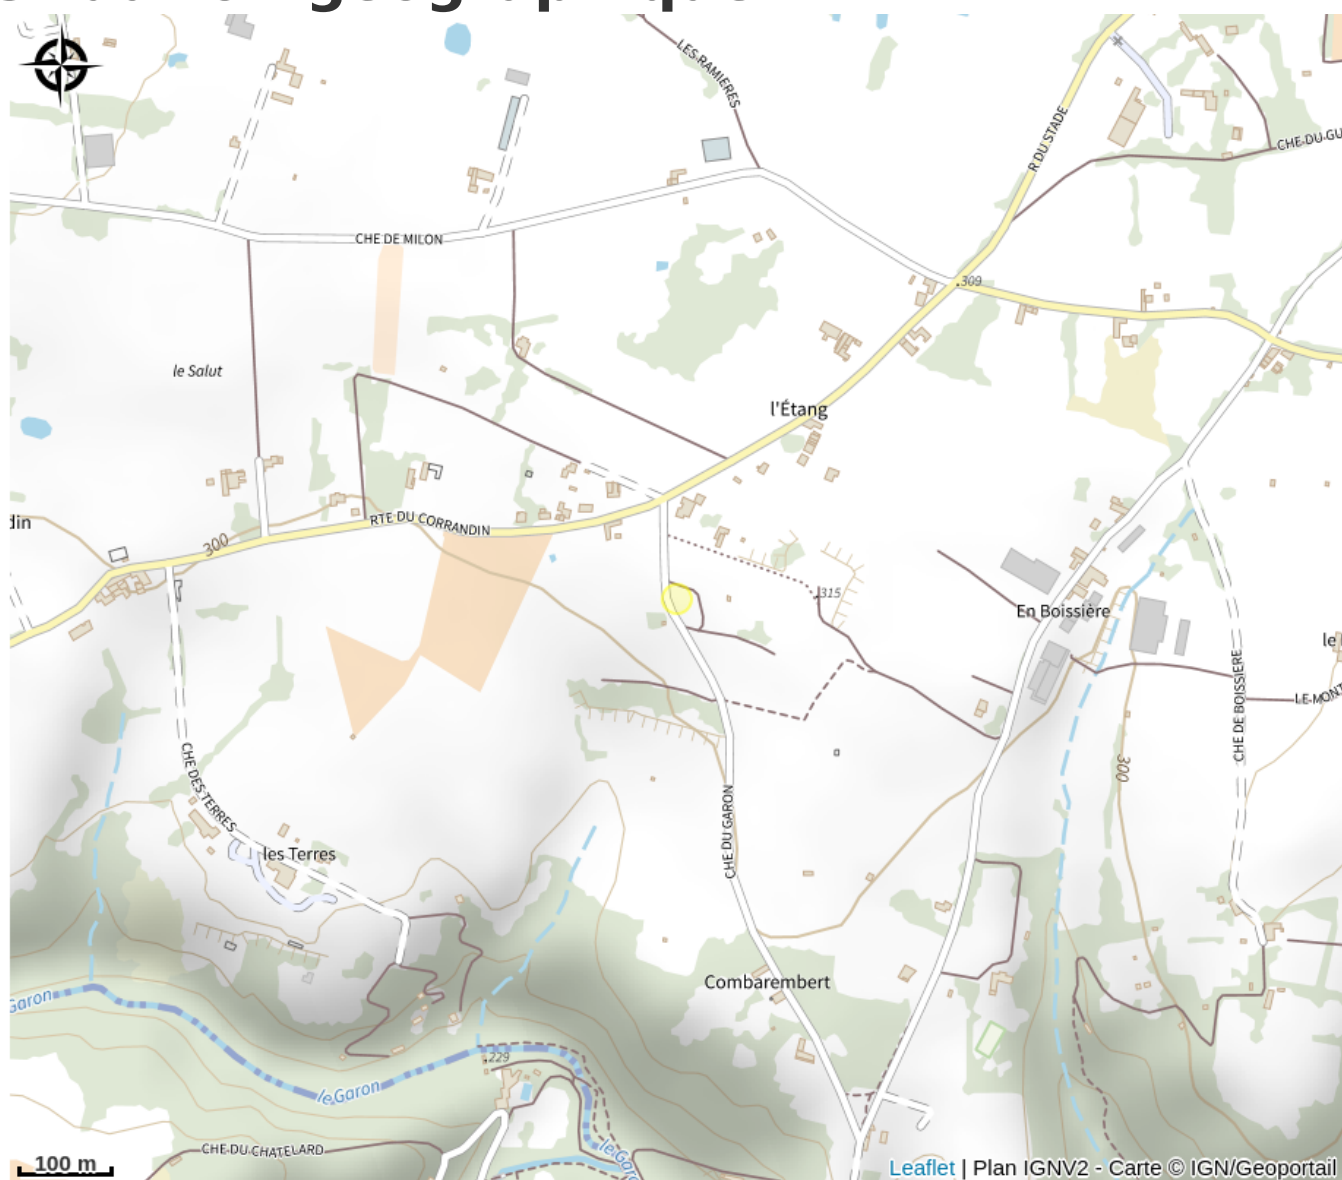 LES RAMIERES
R DU STADE
CHE DU GU
CHE DE MILON
309
le Salut
l'Étang
din
RTE DU CORRANDIN
300
315
En Boissière
le
LE MONT
CHE DE BOISSIERE
CHE DES TERRES
300
CHE DU GARON
les Terres
Combarembert
Garon
229
le Garon
le Garo
CHE DU CHATELARD
100 m
Leaflet | Plan IGNV2 - Carte © IGN/Geoportail